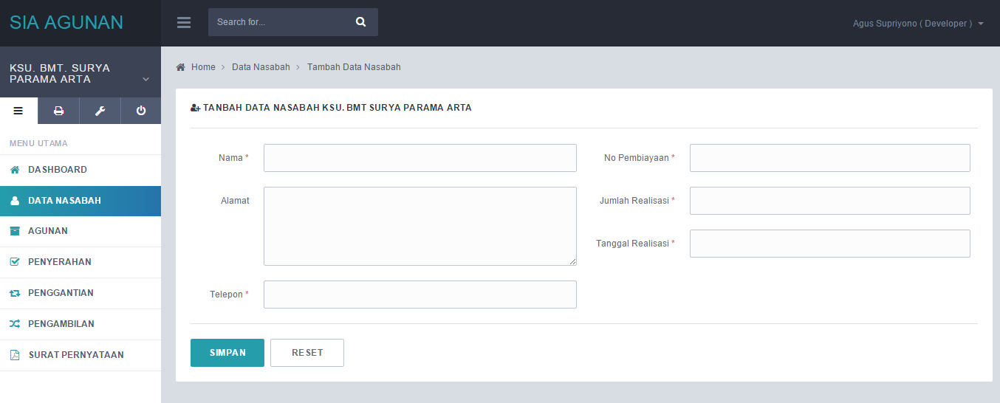 SIA AGUNAN
Search for...
Agus Supriyono ( Developer )
KSU. BMT. SURYA
PARAMA ARTA
MENU UTAMA
DASHBOARD
DATA NASABAH
AGUNAN
PENYERAHAN
PENGGANTIAN
PENGAMBILAN
SURAT PERNYATAAN
Home > Data Nasabah > Tambah Data Nasabah
TANBAH DATA NASABAH KSU. BMT SURYA PARAMA ARTA
Nama *
Alamat
Telepon *
No Pembiayaan *
Jumlah Realisasi *
Tanggal Realisasi *
SIMPAN
RESET